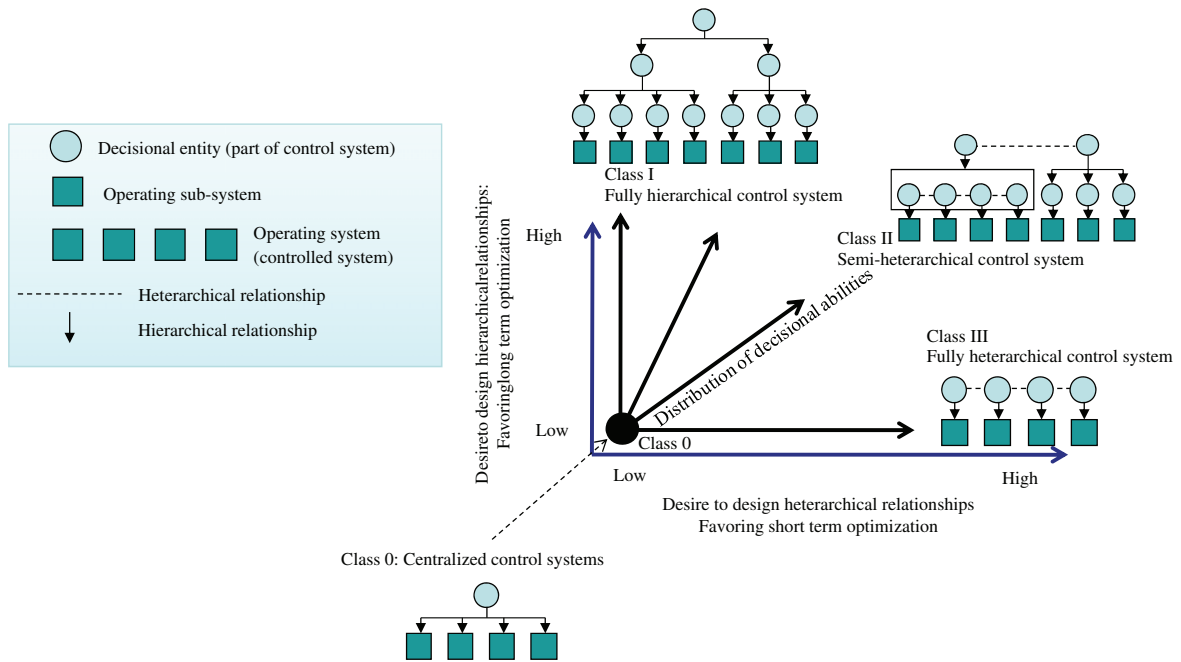 Class I
Fully hierarchical control system
Decisional entity (part of control system)
Operating sub-system
Operating system
(controlled system)
Heterarchical relationship
Hierarchical relationship
Class II
Semi-heterarchical control system
Class III
Fully heterarchical control system
Desireto design hierarchicalrelationships:
Favoringlong term optimization
High
Low
Distribution of decisional abilities
Class 0
Low
High
Desire to design heterarchical relationships
Favoring short term optimization
Class 0: Centralized control systems